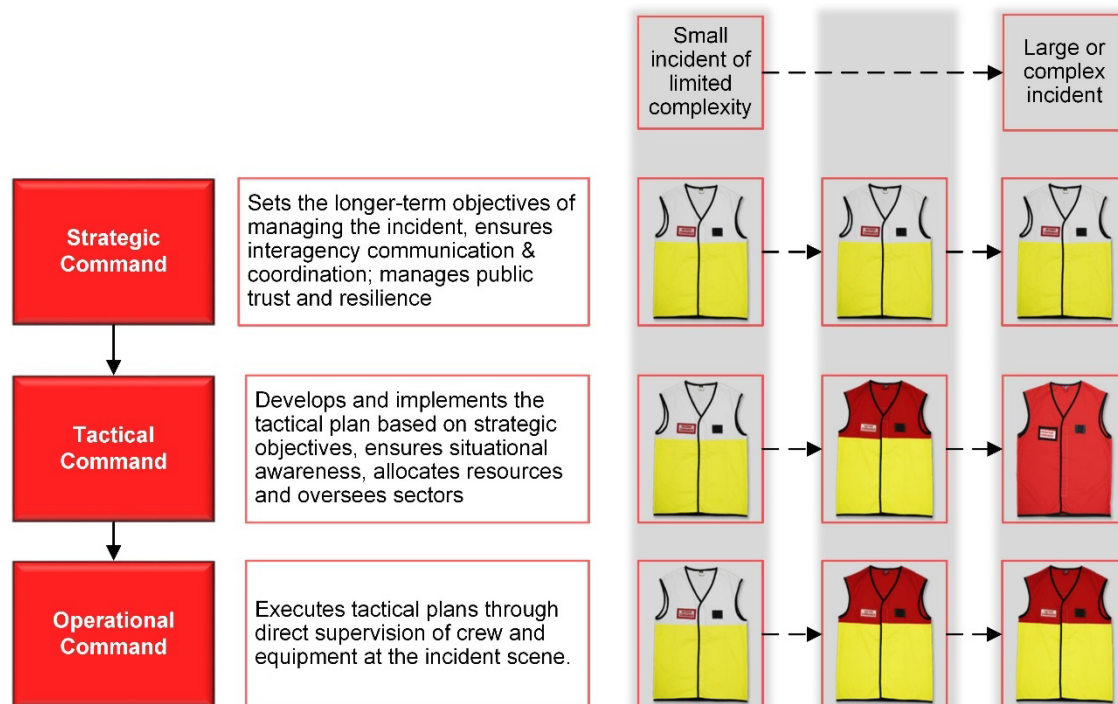 Small
incident of
limited
complexity
Large or
complex
incident
Strategic
Command
Sets the longer-term objectives of
managing the incident, ensures
interagency communication &
coordination; manages public
trust and resilience
Tactical
Command
Develops and implements the
tactical plan based on strategic
objectives, ensures situational
awareness, allocates resources
and oversees sectors
Operational
Command
Executes tactical plans through
direct supervision of crew and
equipment at the incident scene.